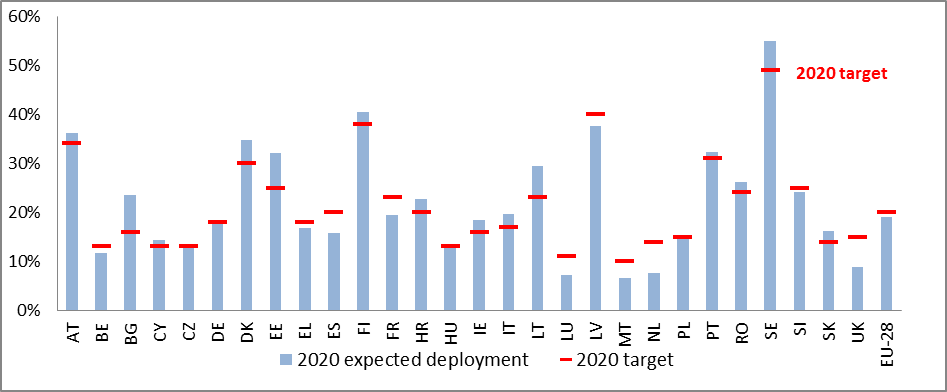 60%
50%
40%
30%
20%
10%
0%
2020 target
AT BE BG CY CZ DE DK EE EL ES FI FR HR HU IE IT LT LU LV MT NL PL PT RO SE SI SK UK EU-28
2020 expected deployment 2020 target